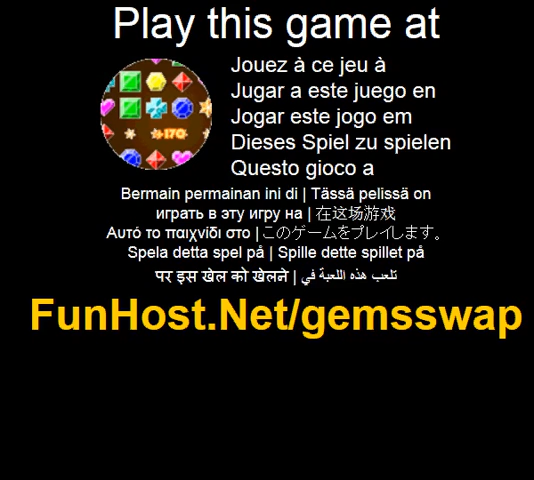 Play this game at
Jouez à ce jeu à
Jugar a este juego en
Jogar este jogo em
Dieses Spiel zu spielen
Questo gioco a
170
Bermain permainan ini di | Tässä pelissä on
играть в эту игру на | 在这场游戏
Αυτό το παιχνίδι στο | このゲームをプレイします。
Spela detta spel på | Spille dette spillet på
पर इस खेल को खेलने | تلعب هذه اللعبة في
FunHost.Net/gemsswap